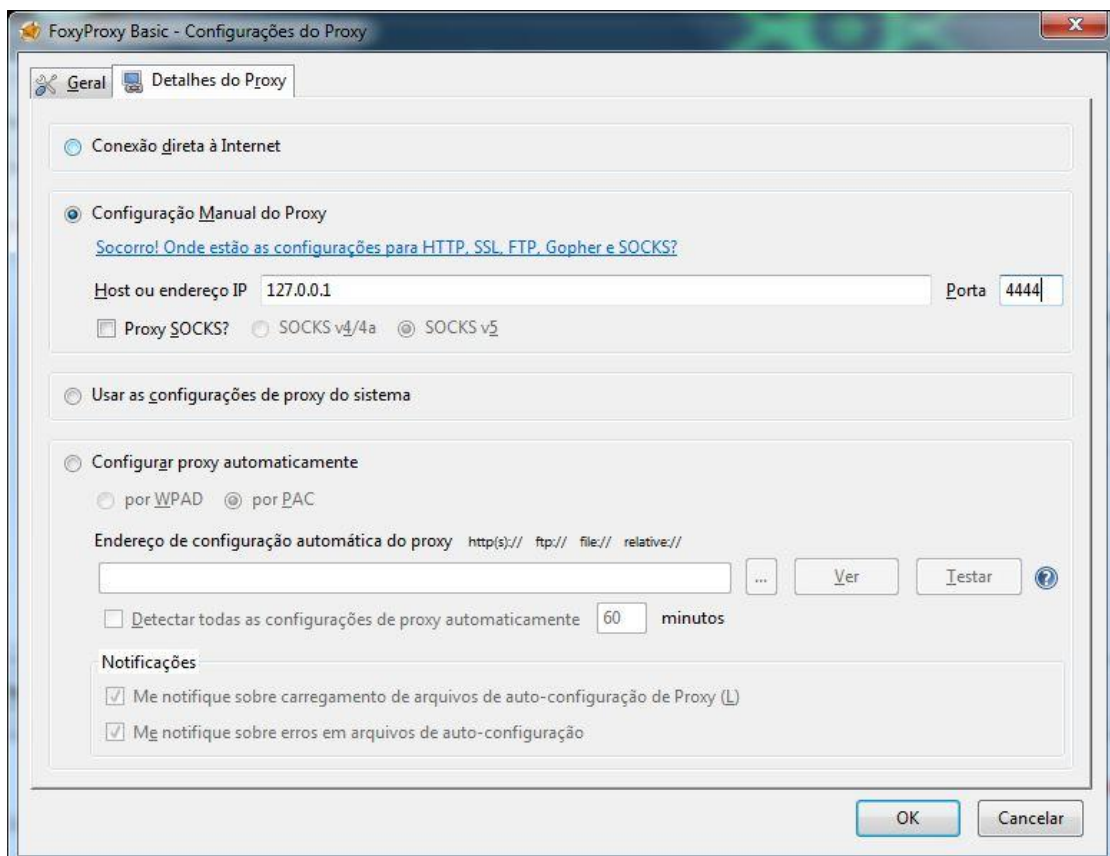 FoxyProxy Basic - Configurações do Proxy
Geral Detalhes do Proxy
Conexão direta à Internet
Configuração Manual do Proxy
Socorro! Onde estão as configurações para HTTP, SSL, FTP, Gopher e SOCKS?
Host ou endereço IP 127.0.0.1 Porta 4444
Proxy SOCKS? SOCKS v4/4a SOCKS v5
Usar as configurações de proxy do sistema
Configurar proxy automaticamente
por WPAD por PAC
Endereço de configuração automática do proxy http(s):// ftp:// file:// relative://
... Ver Testar ?
Detectar todas as configurações de proxy automaticamente 60 minutos
Notificações
Me notifique sobre carregamento de arquivos de auto-configuração de Proxy (L)
Me notifique sobre erros em arquivos de auto-configuração
OK Cancelar